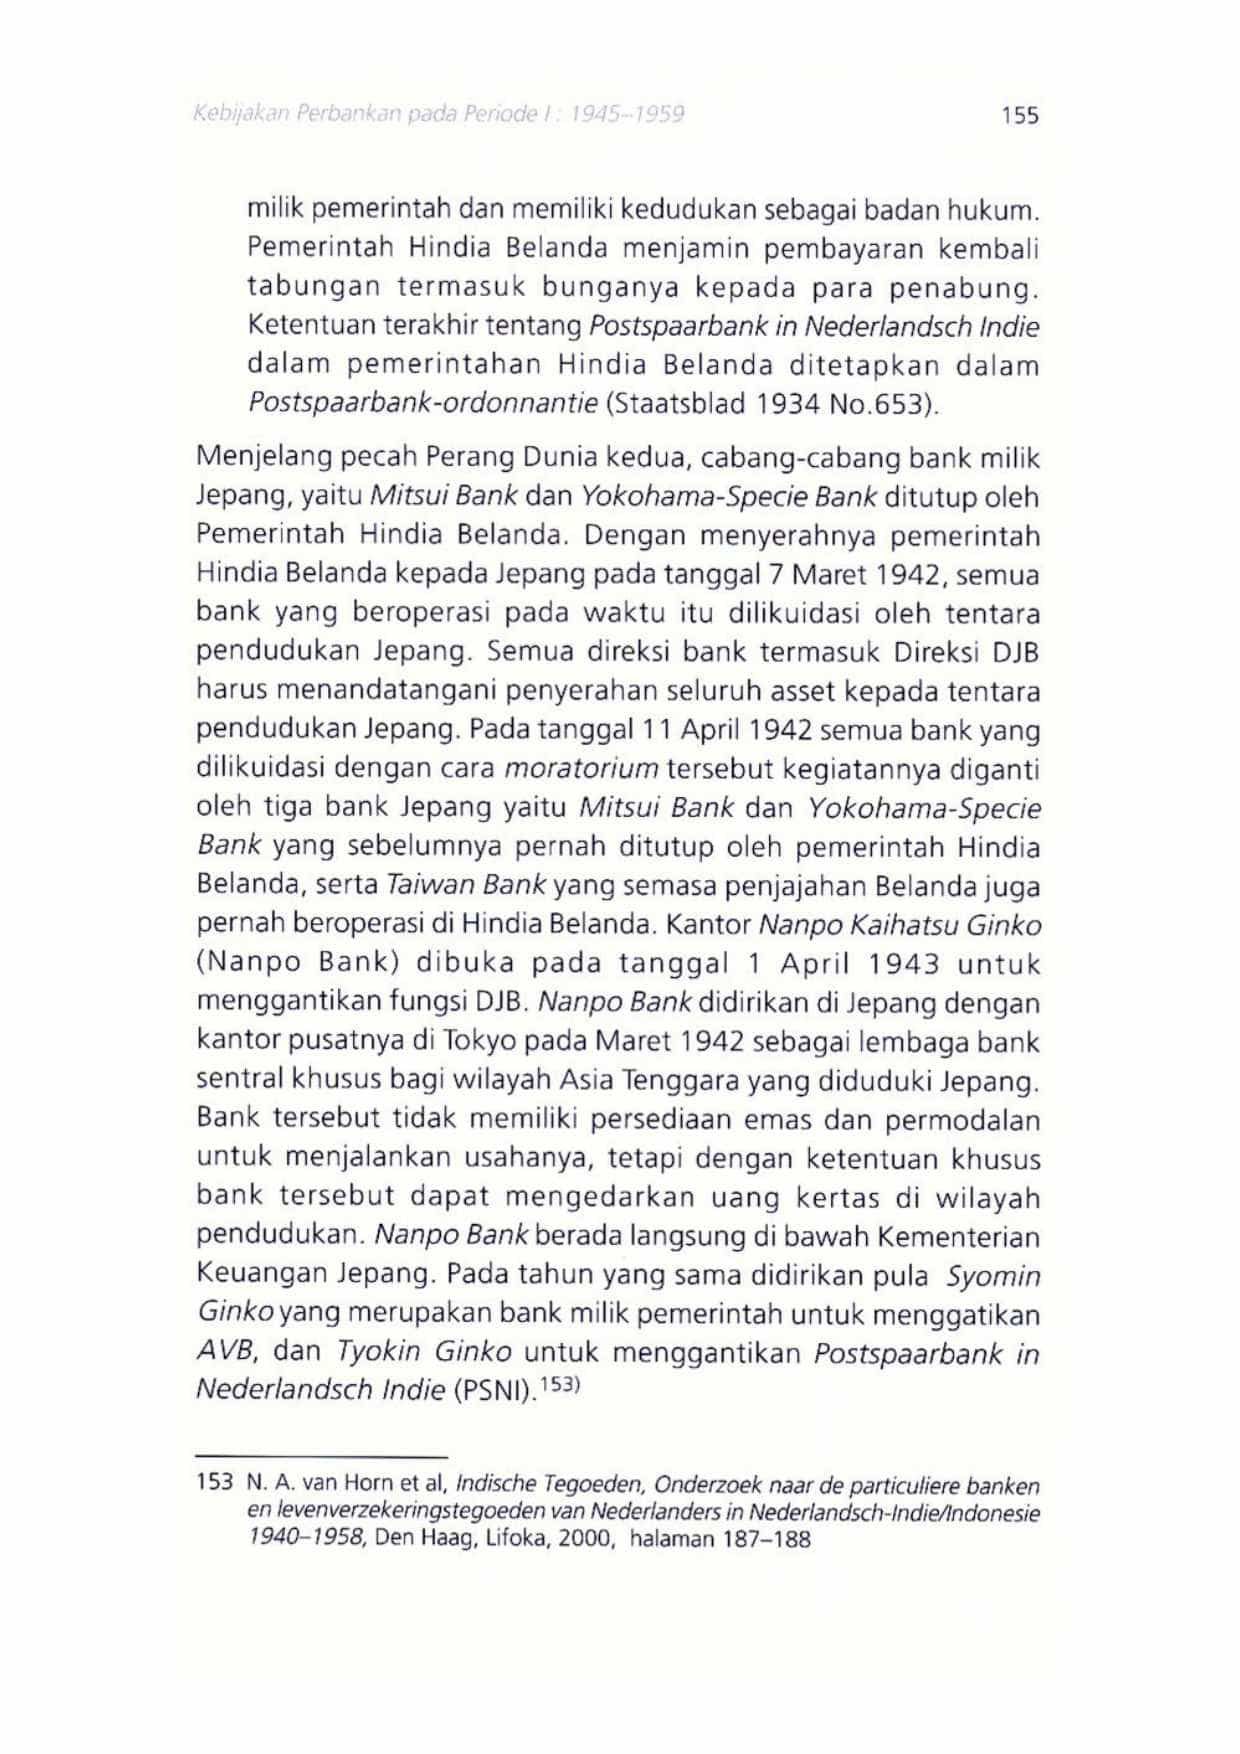 Kebijakan Perbankan pada Periode I : 1945–1959 155
milik pemerintah dan memiliki kedudukan sebagai badan hukum.
Pemerintah Hindia Belanda menjamin pembayaran kembali
tabungan termasuk bunganya kepada para penabung.
Ketentuan terakhir tentang Postspaarbank in Nederlandsch Indie
dalam pemerintahan Hindia Belanda ditetapkan dalam
Postspaarbank-ordonnantie (Staatsblad 1934 No.653).
Menjelang pecah Perang Dunia kedua, cabang-cabang bank milik
Jepang, yaitu Mitsui Bank dan Yokohama-Specie Bank ditutup oleh
Pemerintah Hindia Belanda. Dengan menyerahnya pemerintah
Hindia Belanda kepada Jepang pada tanggal 7 Maret 1942, semua
bank yang beroperasi pada waktu itu dilikuidasi oleh tentara
pendudukan Jepang. Semua direksi bank termasuk Direksi DJB
harus menandatangani penyerahan seluruh asset kepada tentara
pendudukan Jepang. Pada tanggal 11 April 1942 semua bank yang
dilikuidasi dengan cara moratorium tersebut kegiatannya diganti
oleh tiga bank Jepang yaitu Mitsui Bank dan Yokohama-Specie
Bank yang sebelumnya pernah ditutup oleh pemerintah Hindia
Belanda, serta Taiwan Bank yang semasa penjajahan Belanda juga
pernah beroperasi di Hindia Belanda. Kantor Nanpo Kaihatsu Ginko
(Nanpo Bank) dibuka pada tanggal 1 April 1943 untuk
menggantikan fungsi DJB. Nanpo Bank didirikan di Jepang dengan
kantor pusatnya di Tokyo pada Maret 1942 sebagai lembaga bank
sentral khusus bagi wilayah Asia Tenggara yang diduduki Jepang.
Bank tersebut tidak memiliki persediaan emas dan permodalan
untuk menjalankan usahanya, tetapi dengan ketentuan khusus
bank tersebut dapat mengedarkan uang kertas di wilayah
pendudukan. Nanpo Bank berada langsung di bawah Kementerian
Keuangan Jepang. Pada tahun yang sama didirikan pula Syomin
Ginko yang merupakan bank milik pemerintah untuk menggatikan
AVB, dan Tyokin Ginko untuk menggantikan Postspaarbank in
Nederlandsch Indie (PSNI).153)
153 N. A. van Horn et al, Indische Tegoeden, Onderzoek naar de particuliere banken
en levenverzekeringstegoeden van Nederlanders in Nederlandsch-Indie/Indonesie
1940–1958, Den Haag, Lifoka, 2000, halaman 187–188